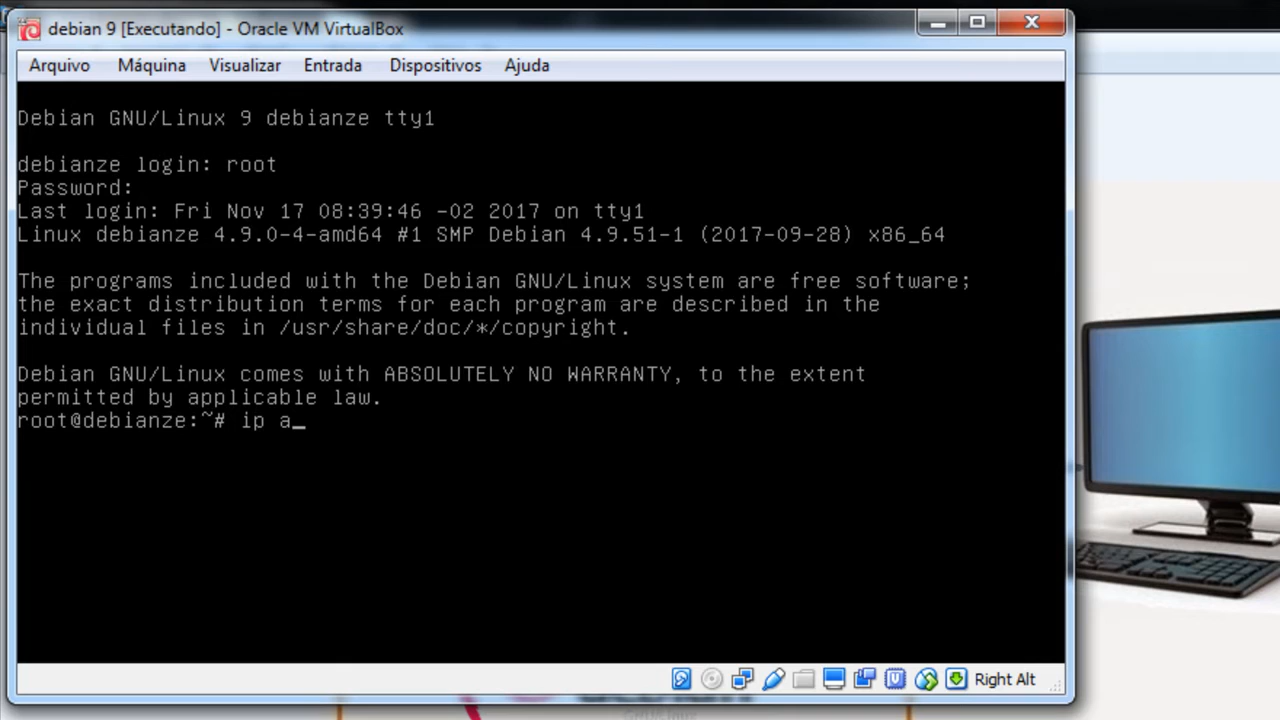 debian 9 [Executando] - Oracle VM VirtualBox
Arquivo Máquina Visualizar Entrada Dispositivos Ajuda
Debian GNU/Linux 9 debianze tty1
debianze login: root
Password:
Last login: Fri Nov 17 08:39:46 -02 2017 on tty1
Linux debianze 4.9.0-4-amd64 #1 SMP Debian 4.9.51-1 (2017-09-28) x86_64
The programs included with the Debian GNU/Linux system are free software;
the exact distribution terms for each program are described in the
individual files in /usr/share/doc/*/copyright.
Debian GNU/Linux comes with ABSOLUTELY NO WARRANTY, to the extent
permitted by applicable law.
root@debianze:~# ip a_
Right Alt
GNU/Linux